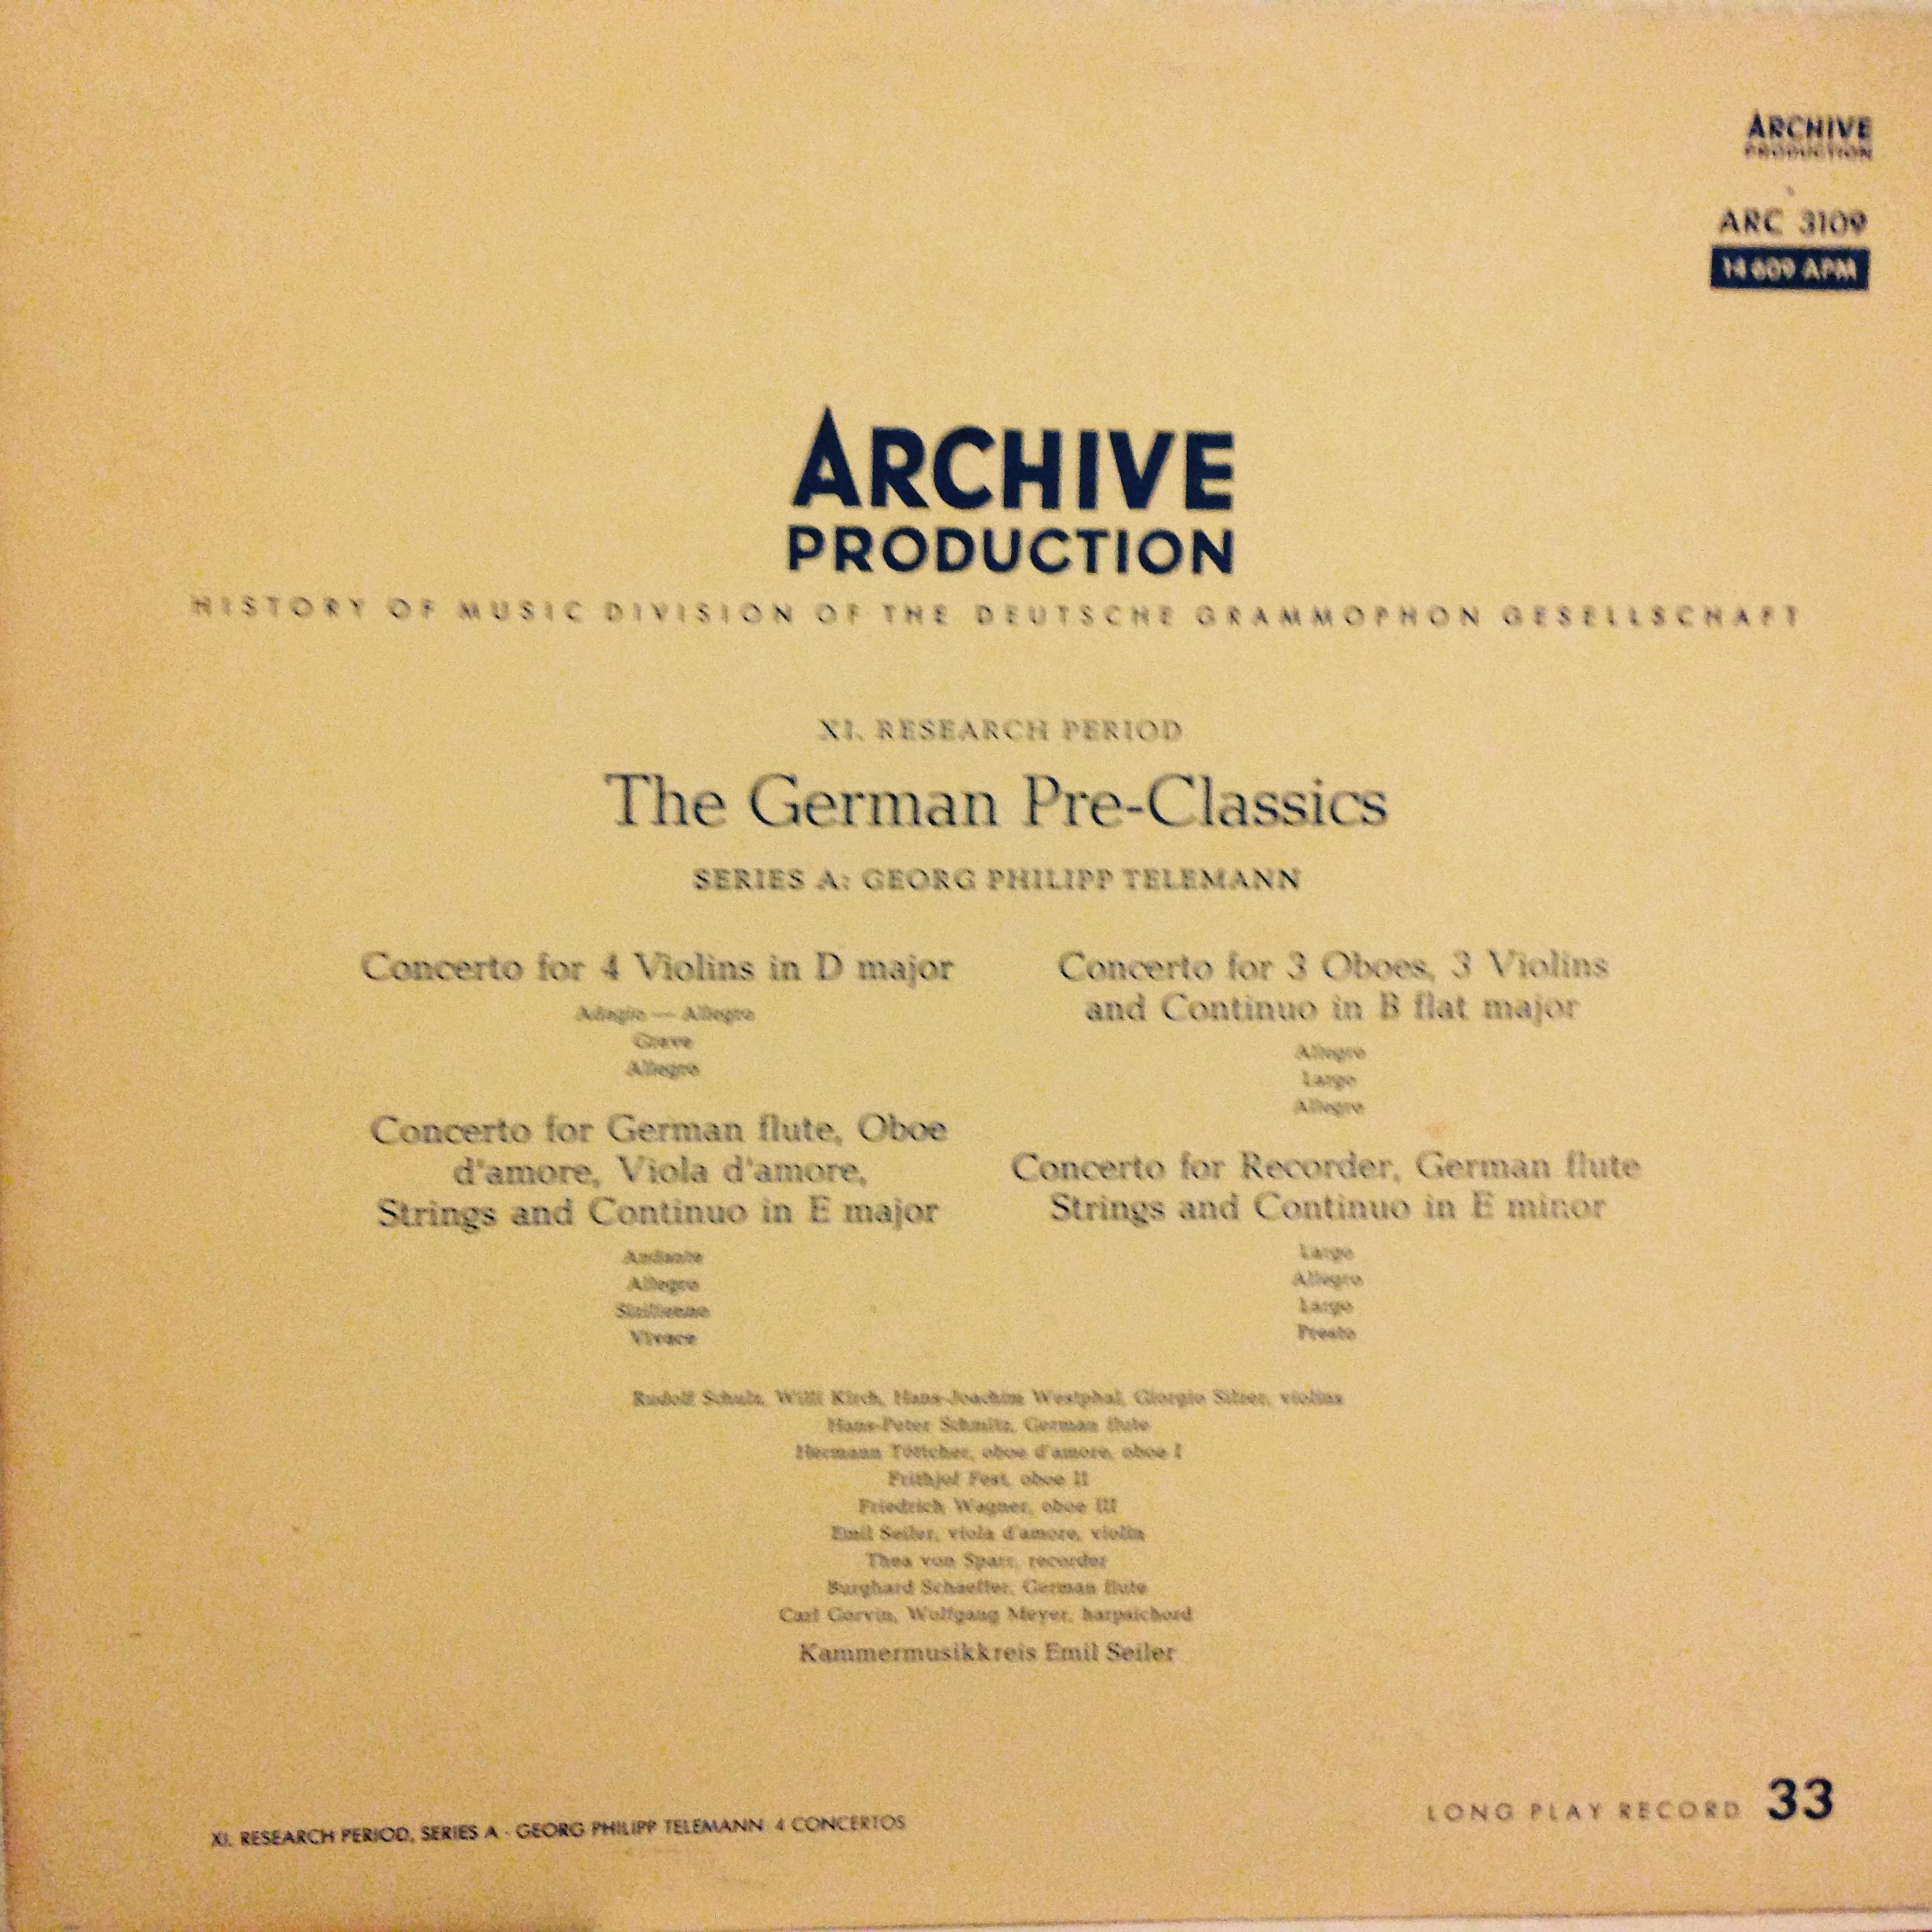 ARCHIVE
PRODUCTION
ARC 3109
14 609 APM
ARCHIVE
PRODUCTION
HISTORY OF MUSIC DIVISION OF THE DEUTSCHE GRAMMOPHON GESELLSCHAFT
XI. RESEARCH PERIOD
The German Pre-Classics
SERIES A: GEORG PHILIPP TELEMANN
Concerto for 4 Violins in D major
Adagio — Allegro
Grave
Allegro
Concerto for German flute, Oboe
d'amore, Viola d'amore,
Strings and Continuo in E major
Andante
Allegro
Siciliano
Vivace
Concerto for 3 Oboes, 3 Violins
and Continuo in B flat major
Allegro
Largo
Allegro
Concerto for Recorder, German flute
Strings and Continuo in E minor
Largo
Allegro
Largo
Presto
Rudolf Schulz, Willi Kirch, Hans-Joachim Westphal, Giorgio Silzer, violins
Hans-Peter Schmitz, German flute
Hermann Töttcher, oboe d'amore, oboe I
Frithjof Fest, oboe II
Friedrich Wagner, oboe III
Emil Seiler, viola d'amore, violin
Thea von Sparr, recorder
Burghard Schaeffer, German flute
Carl Gorvin, Wolfgang Meyer, harpsichord
Kammermusikkreis Emil Seiler
XI. RESEARCH PERIOD, SERIES A · GEORG PHILIPP TELEMANN 4 CONCERTOS
LONG PLAY RECORD 33